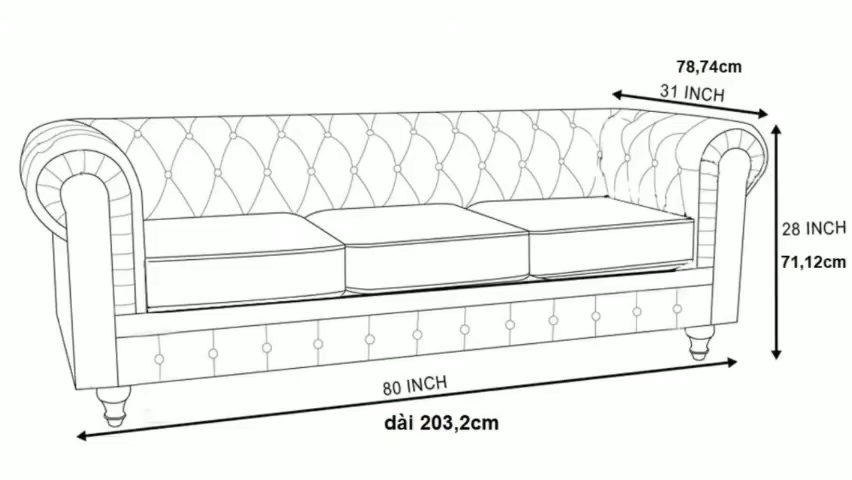 78,74cm
31 INCH
28 INCH
71,12cm
80 INCH
dài 203,2cm